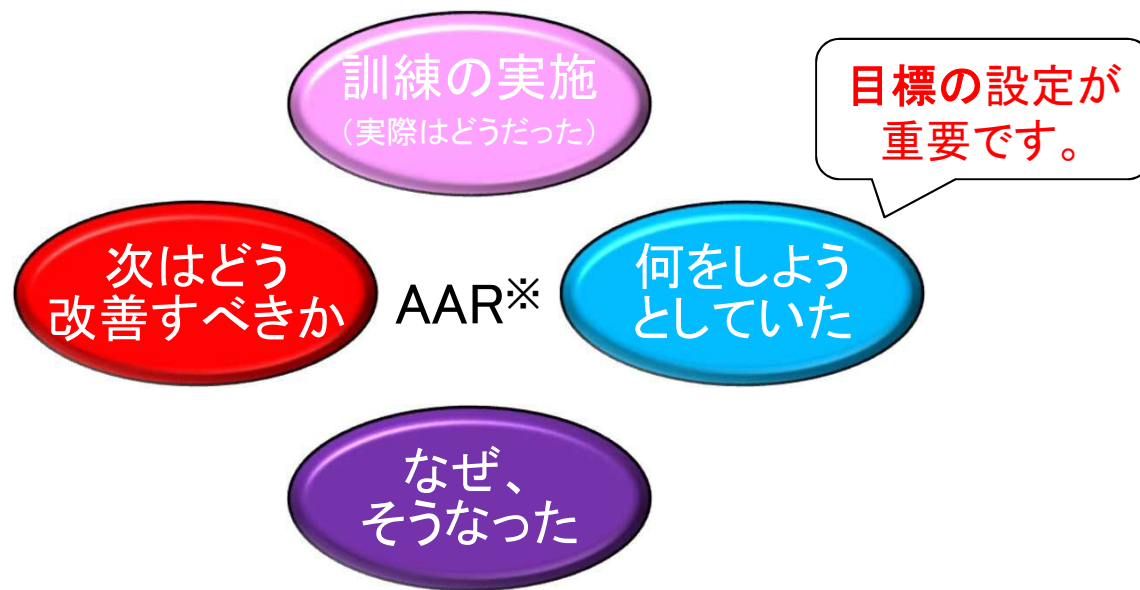 訓練の実施
（実際はどうだった）
目標の設定が
重要です。
次はどう
改善すべきか
AAR※
何をしよう
としていた
なぜ、
そうなった